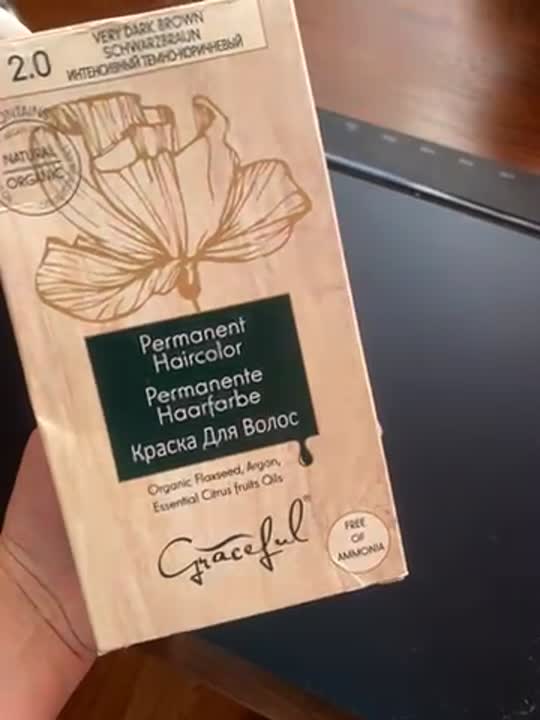 2.0
VERY DARK BROWN
SCHWARZBRAUN
ИНТЕНСИВНЫЙ ТЕМНО-КОРИЧНЕВЫЙ
NATURAL
ORGANIC
Permanent
Haircolor
Permanente
Haarfarbe
Краска Для Волос
Organic Flaxseed, Argan,
Essential Citrus fruits Oils
Graceful®
FREE
OF
AMMONIA